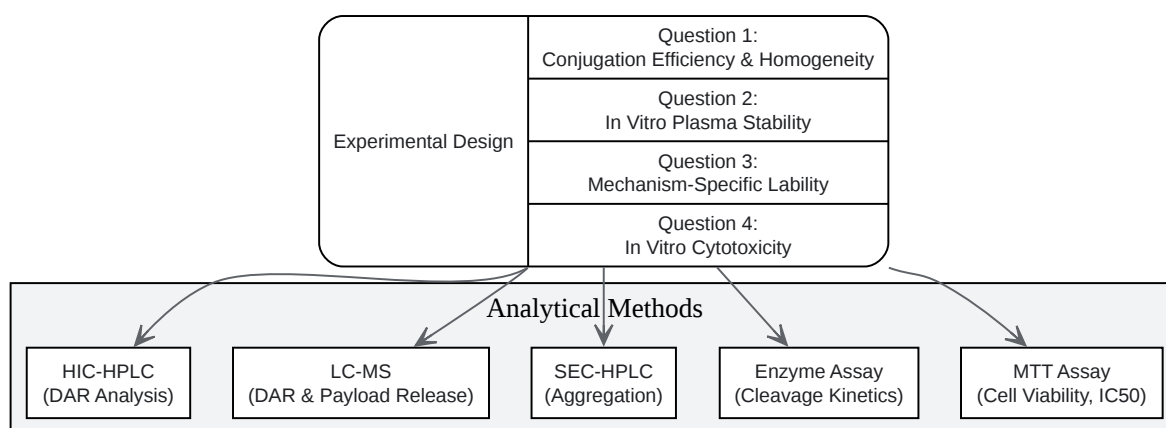 Experimental Design
Question 1:
Conjugation Efficiency & Homogeneity
Question 2:
In Vitro Plasma Stability
Question 3:
Mechanism-Specific Lability
Question 4:
In Vitro Cytotoxicity
Analytical Methods
HIC-HPLC
(DAR Analysis)
LC-MS
(DAR & Payload Release)
SEC-HPLC
(Aggregation)
Enzyme Assay
(Cleavage Kinetics)
MTT Assay
(Cell Viability, IC50)